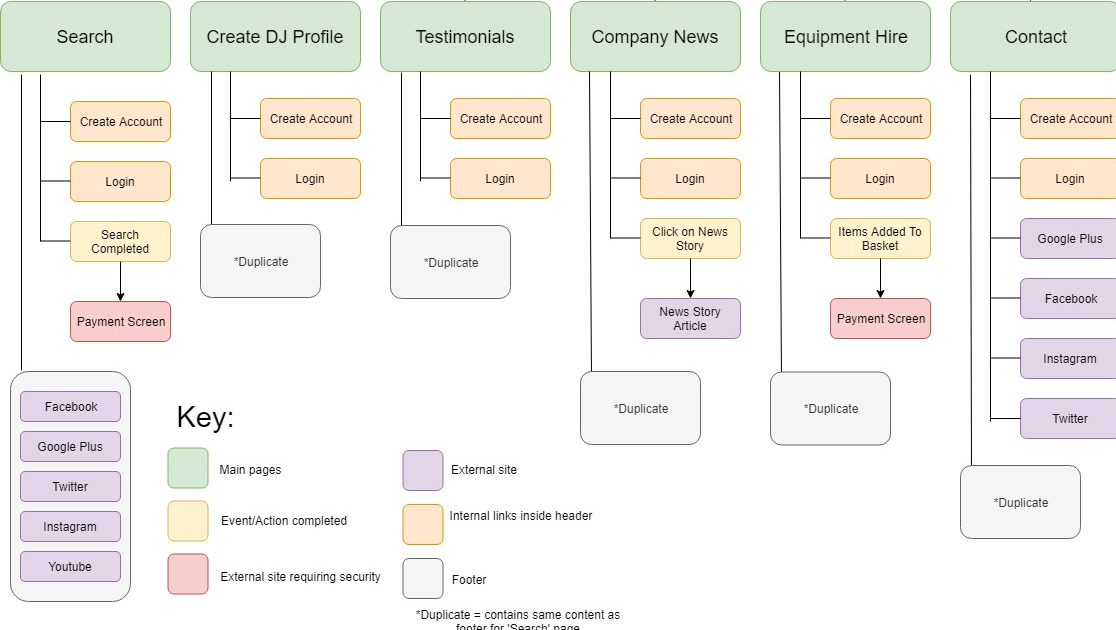 Search
Create DJ Profile
Testimonials
Company News
Equipment Hire
Contact
Create Account
Login
Search
Completed
Payment Screen
Facebook
Google Plus
Twitter
Instagram
Youtube
Create Account
Login
*Duplicate
Create Account
Login
*Duplicate
Create Account
Login
Click on News
Story
News Story
Article
*Duplicate
Create Account
Login
Items Added To
Basket
Payment Screen
*Duplicate
Create Account
Login
Google Plus
Facebook
Instagram
Twitter
*Duplicate
Key:
Main pages
Event/Action completed
External site requiring security
External site
Internal links inside header
Footer
*Duplicate = contains same content as
footer for 'Search' page